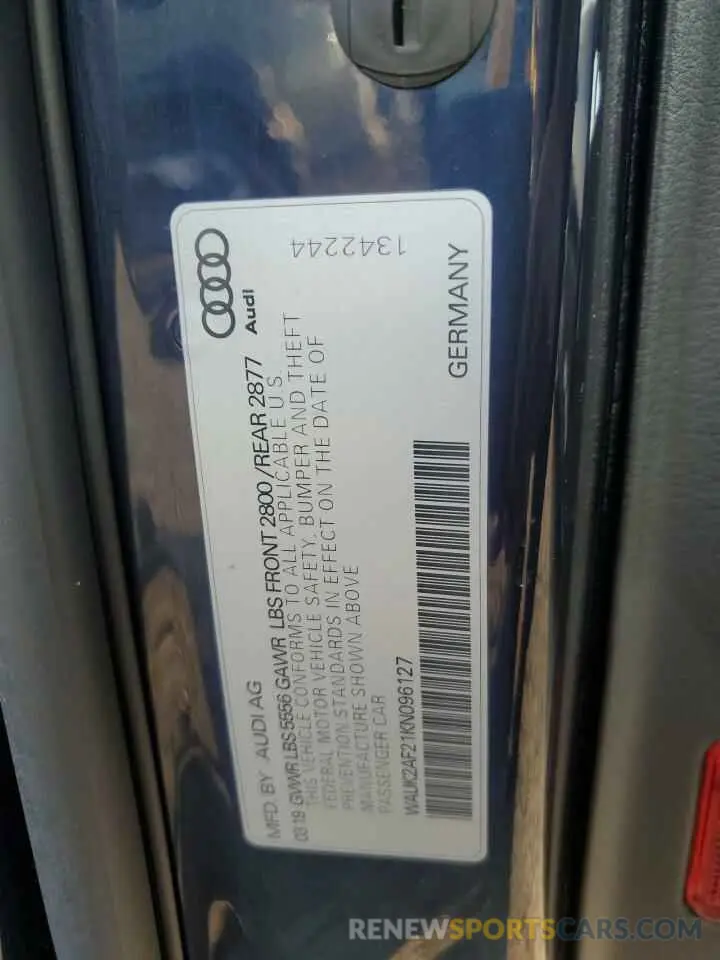 MFD. BY AUDI AG
0319 GVWR LBS 5556 GAWR LBS FRONT 2800 /REAR 2877
THIS VEHICLE CONFORMS TO ALL APPLICABLE U S
FEDERAL MOTOR VEHICLE SAFETY, BUMPER AND THEFT
PREVENTION STANDARDS IN EFFECT ON THE DATE OF
MANUFACTURE SHOWN ABOVE
PASSENGER CAR
WAUK2AF21KN096127
Audi
GERMANY
1342244
RENEWSPORTSCARS.COM